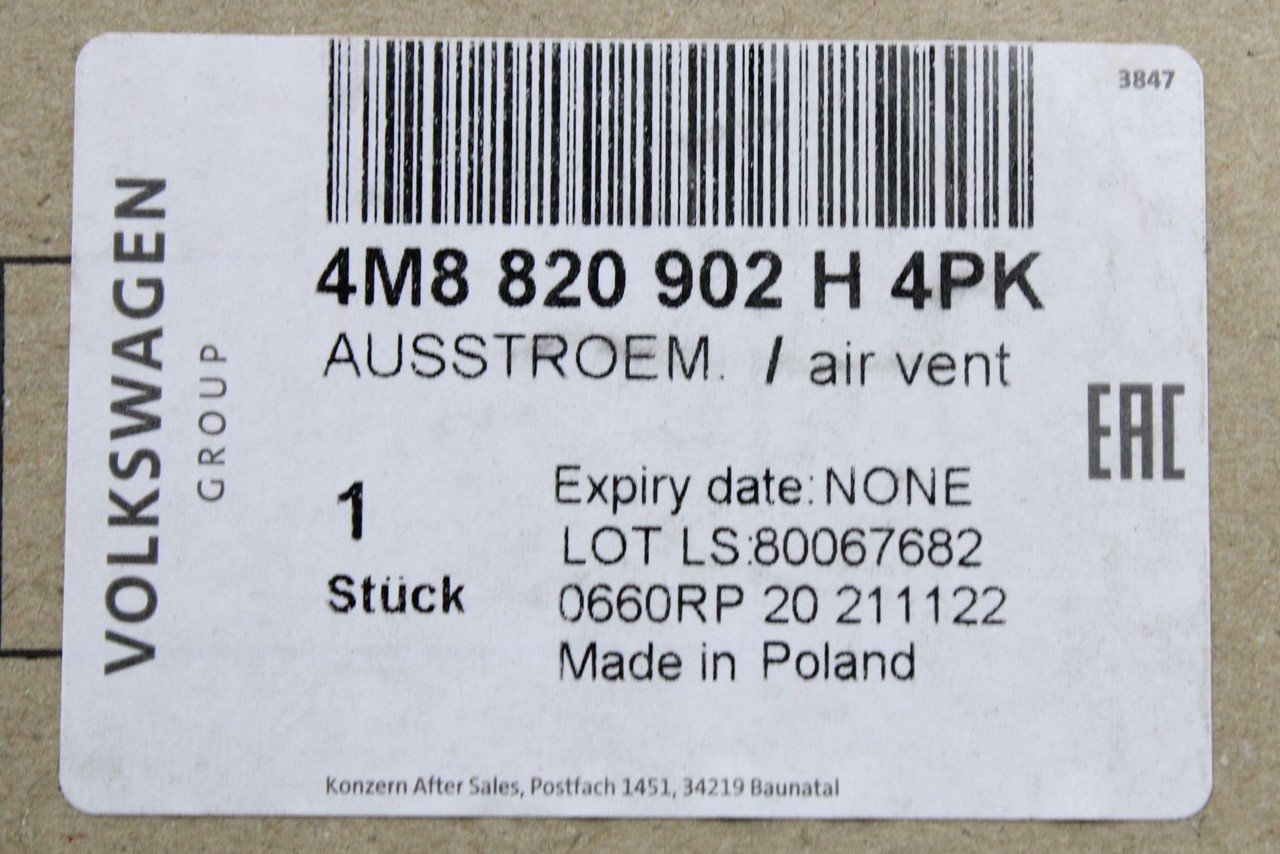 3847
VOLKSWAGEN
GROUP
4M8 820 902 H 4PK
AUSSTROEM. / air vent
EAC
1
Stück
Expiry date: NONE
LOT LS:80067682
0660RP 20 211122
Made in Poland
Konzern After Sales, Postfach 1451, 34219 Baunatal